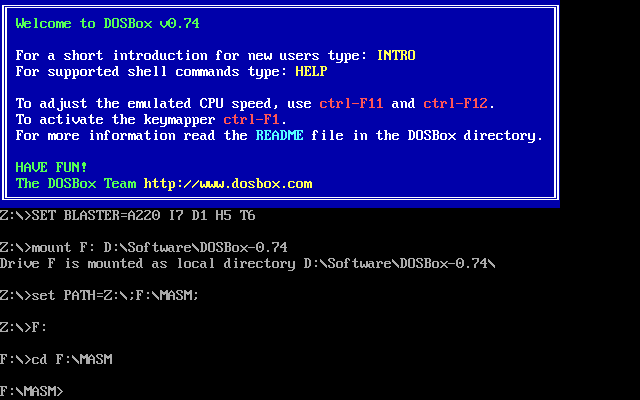 Welcome to DOSBox v0.74
For a short introduction for new users type: INTRO
For supported shell commands type: HELP
To adjust the emulated CPU speed, use ctrl-F11 and ctrl-F12.
To activate the keymapper ctrl-F1.
For more information read the README file in the DOSBox directory.
HAVE FUN!
The DOSBox Team http://www.dosbox.com
Z:\>SET BLASTER=A220 I7 D1 H5 T6
Z:\>mount F: D:\Software\DOSBox-0.74
Drive F is mounted as local directory D:\Software\DOSBox-0.74\
Z:\>set PATH=Z:\;F:\MASM;
Z:\>F:
F:\>cd F:\MASM
F:\MASM>